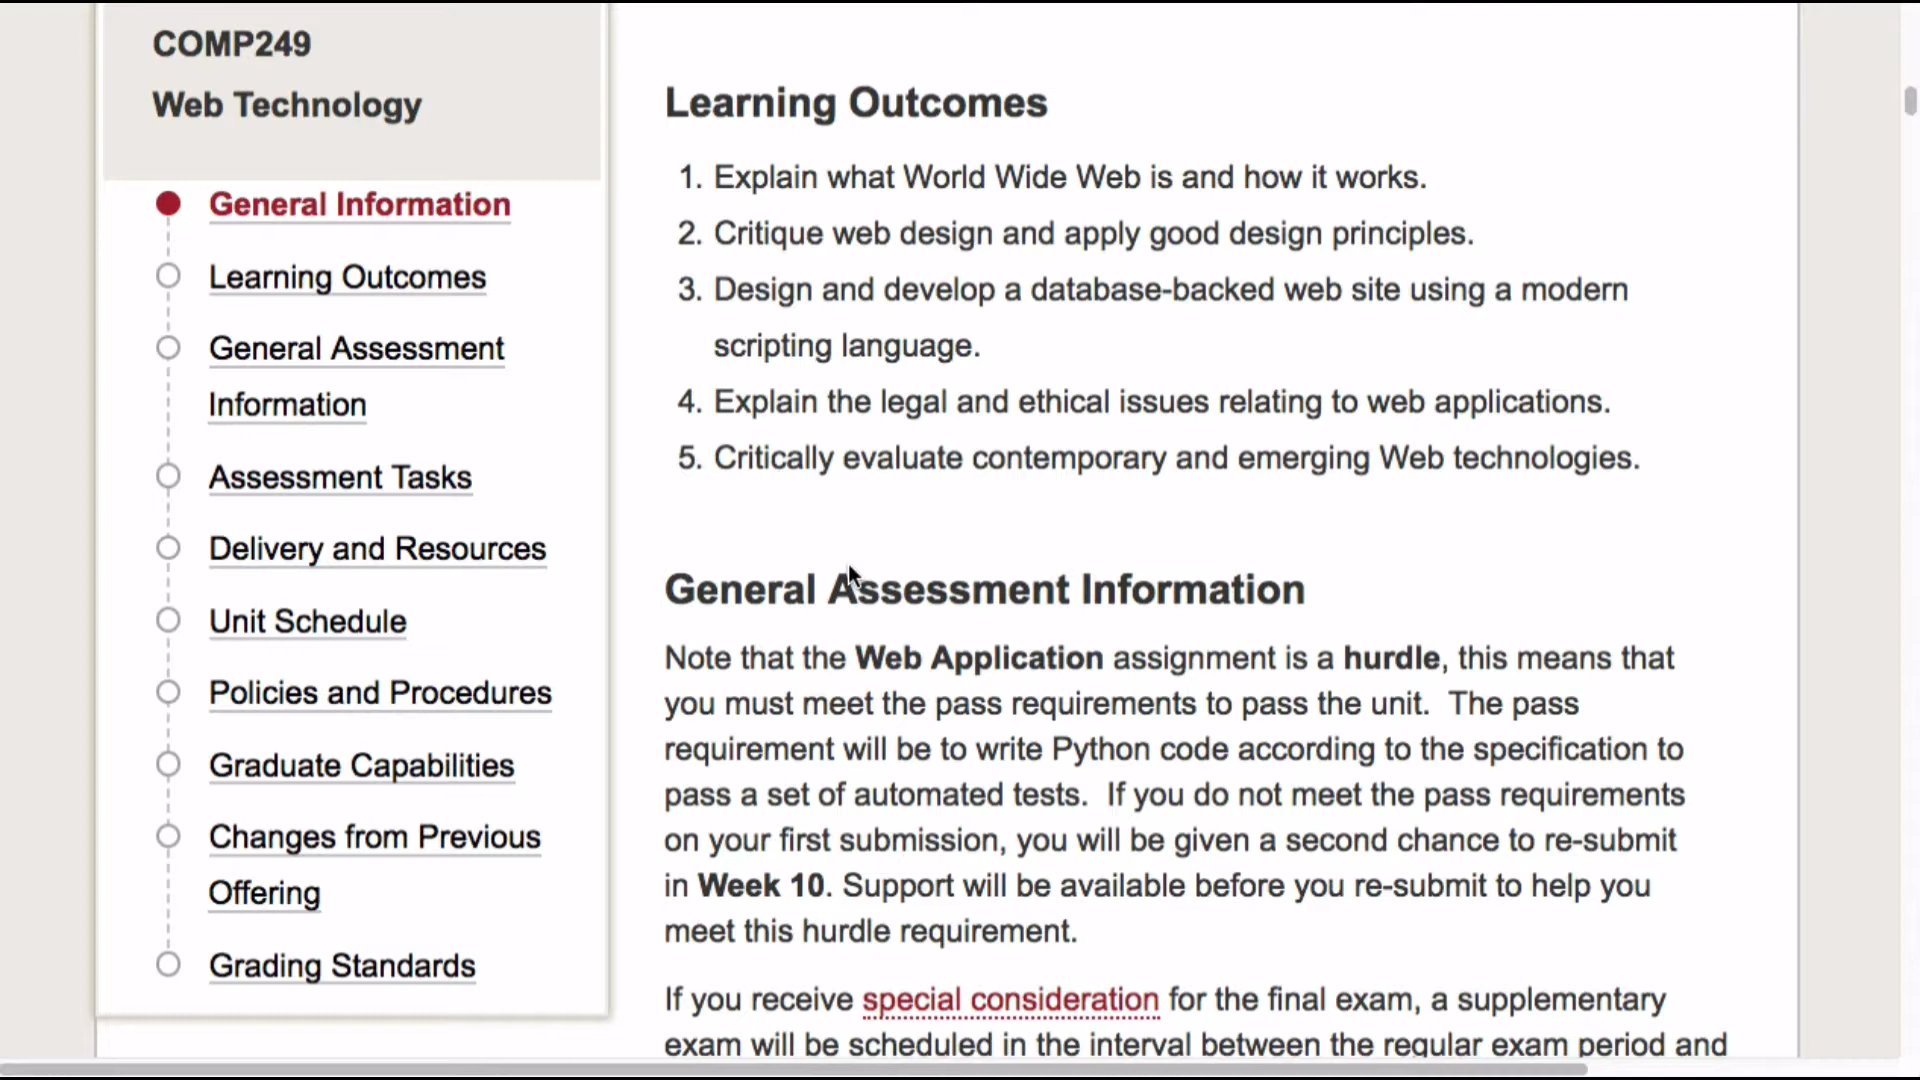 COMP249
Web Technology
General Information
Learning Outcomes
General Assessment
Information
Assessment Tasks
Delivery and Resources
Unit Schedule
Policies and Procedures
Graduate Capabilities
Changes from Previous
Offering
Grading Standards
Learning Outcomes
1. Explain what World Wide Web is and how it works.
2. Critique web design and apply good design principles.
3. Design and develop a database-backed web site using a modern
scripting language.
4. Explain the legal and ethical issues relating to web applications.
5. Critically evaluate contemporary and emerging Web technologies.
General Assessment Information
Note that the Web Application assignment is a hurdle, this means that
you must meet the pass requirements to pass the unit.  The pass
requirement will be to write Python code according to the specification to
pass a set of automated tests.  If you do not meet the pass requirements
on your first submission, you will be given a second chance to re-submit
in Week 10. Support will be available before you re-submit to help you
meet this hurdle requirement.
If you receive special consideration for the final exam, a supplementary
exam will be scheduled in the interval between the regular exam period and